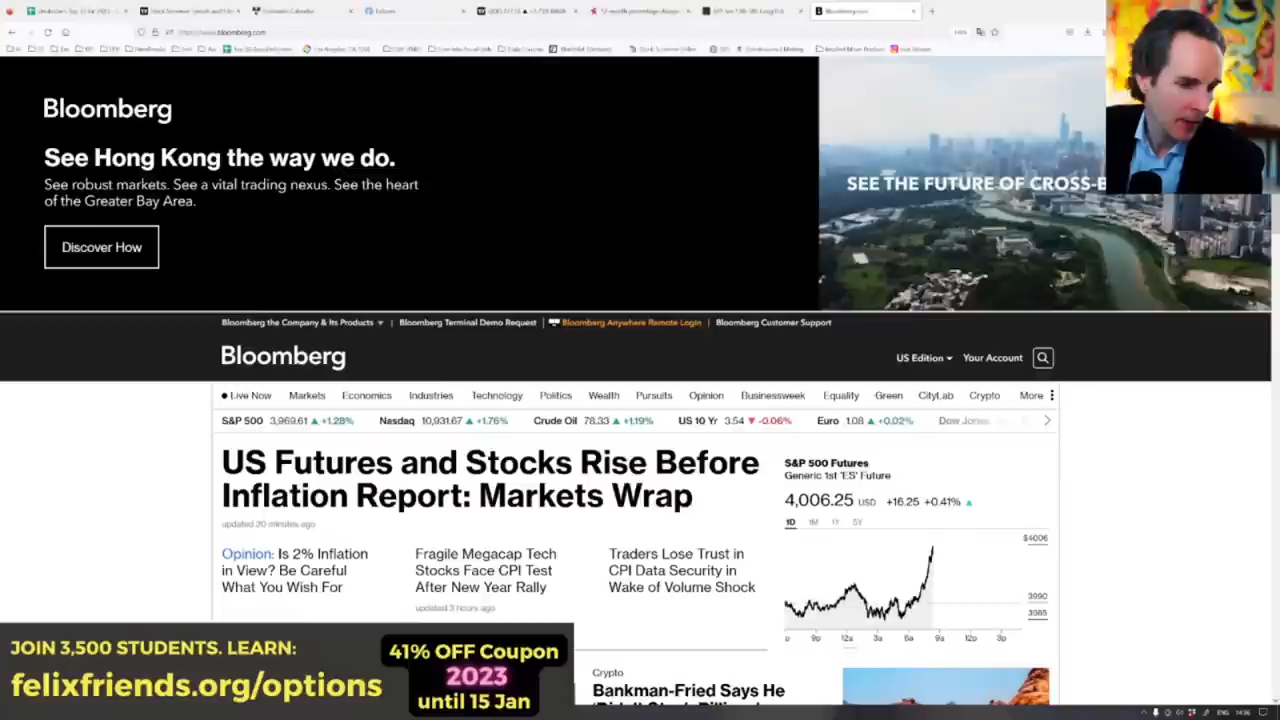 Bloomberg
See Hong Kong the way we do.
See robust markets. See a vital trading nexus. See the heart
of the Greater Bay Area.
Discover How
SEE THE FUTURE OF CROSS-B
Bloomberg the Company & Its Products
Bloomberg Terminal Demo Request
Bloomberg Anywhere Remote Login
Bloomberg Customer Support
Bloomberg
US Edition
Your Account
Live Now Markets Economics Industries Technology Politics Wealth Pursuits Opinion Businessweek Equality Green CityLab Crypto More
S&P 500 3,969.61 ▲ +1.28% Nasdaq 10,931.67 ▲ +1.76% Crude Oil 78.33 ▲ +1.19% US 10 Yr 3.54 ▼ -0.06% Euro 1.08 ▲ +0.02% Dow Jones
US Futures and Stocks Rise Before
Inflation Report: Markets Wrap
updated 20 minutes ago
Opinion: Is 2% Inflation
in View? Be Careful
What You Wish For
Fragile Megacap Tech
Stocks Face CPI Test
After New Year Rally
updated 3 hours ago
Traders Lose Trust in
CPI Data Security in
Wake of Volume Shock
S&P 500 Futures
Generic 1st 'ES' Future
4,006.25 USD +16.25 +0.41% ▲
1D 1M 1Y 5Y
$4006
3990
3985
9p 12a 3a 6a 9a 12p 3p
Crypto
Bankman-Fried Says He
JOIN 3,500 STUDENTS. LEARN:
felixfriends.org/options
41% OFF Coupon
2023
until 15 Jan